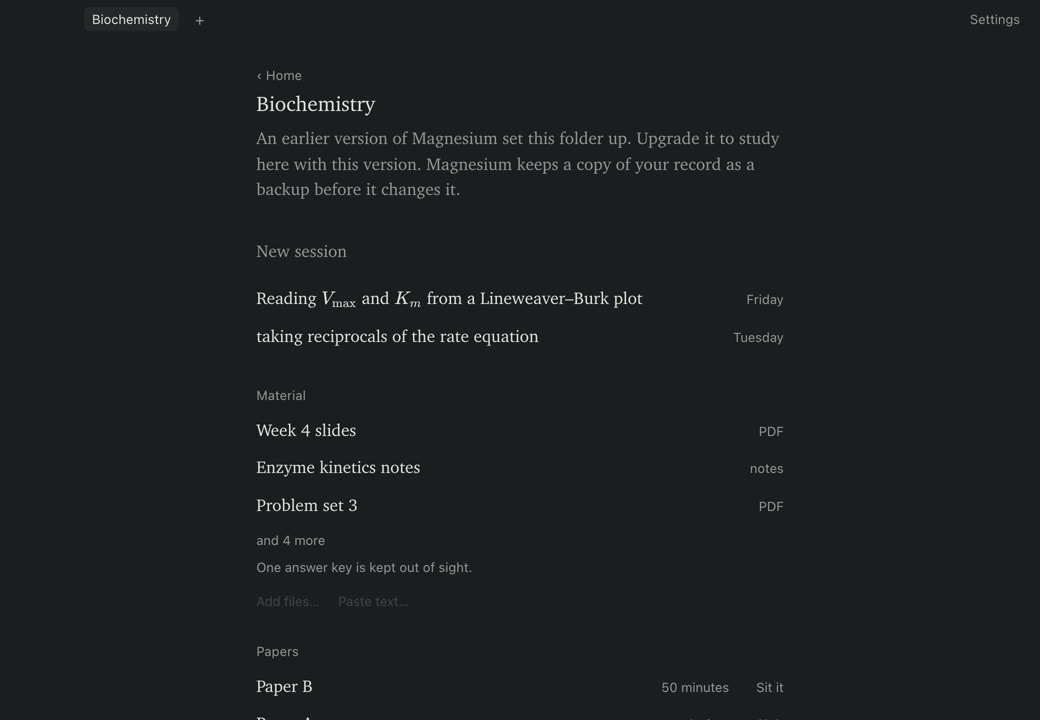 Biochemistry +
Settings
‹ Home
Biochemistry
An earlier version of Magnesium set this folder up. Upgrade it to study
here with this version. Magnesium keeps a copy of your record as a
backup before it changes it.
New session
Reading Vmax and Km from a Lineweaver–Burk plot Friday
taking reciprocals of the rate equation Tuesday
Material
Week 4 slides PDF
Enzyme kinetics notes notes
Problem set 3 PDF
and 4 more
One answer key is kept out of sight.
Add files... Paste text...
Papers
Paper B 50 minutes Sit it